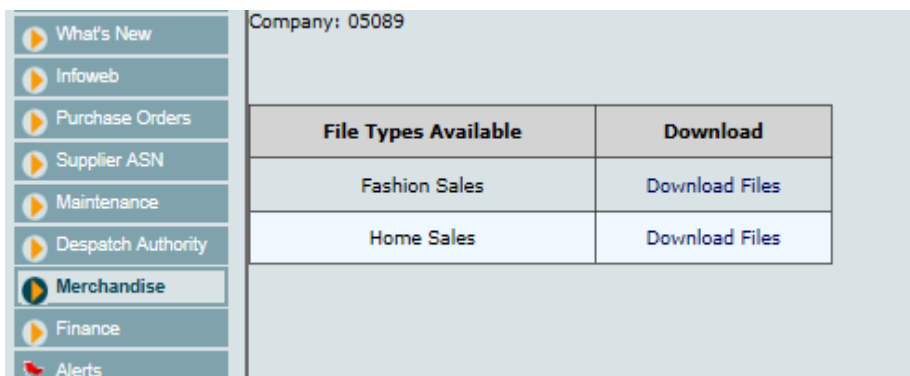 What's New
Infoweb
Purchase Orders
Supplier ASN
Maintenance
Despatch Authority
Merchandise
Finance
Alerts
Company: 05089
File Types Available Download
Fashion Sales Download Files
Home Sales Download Files